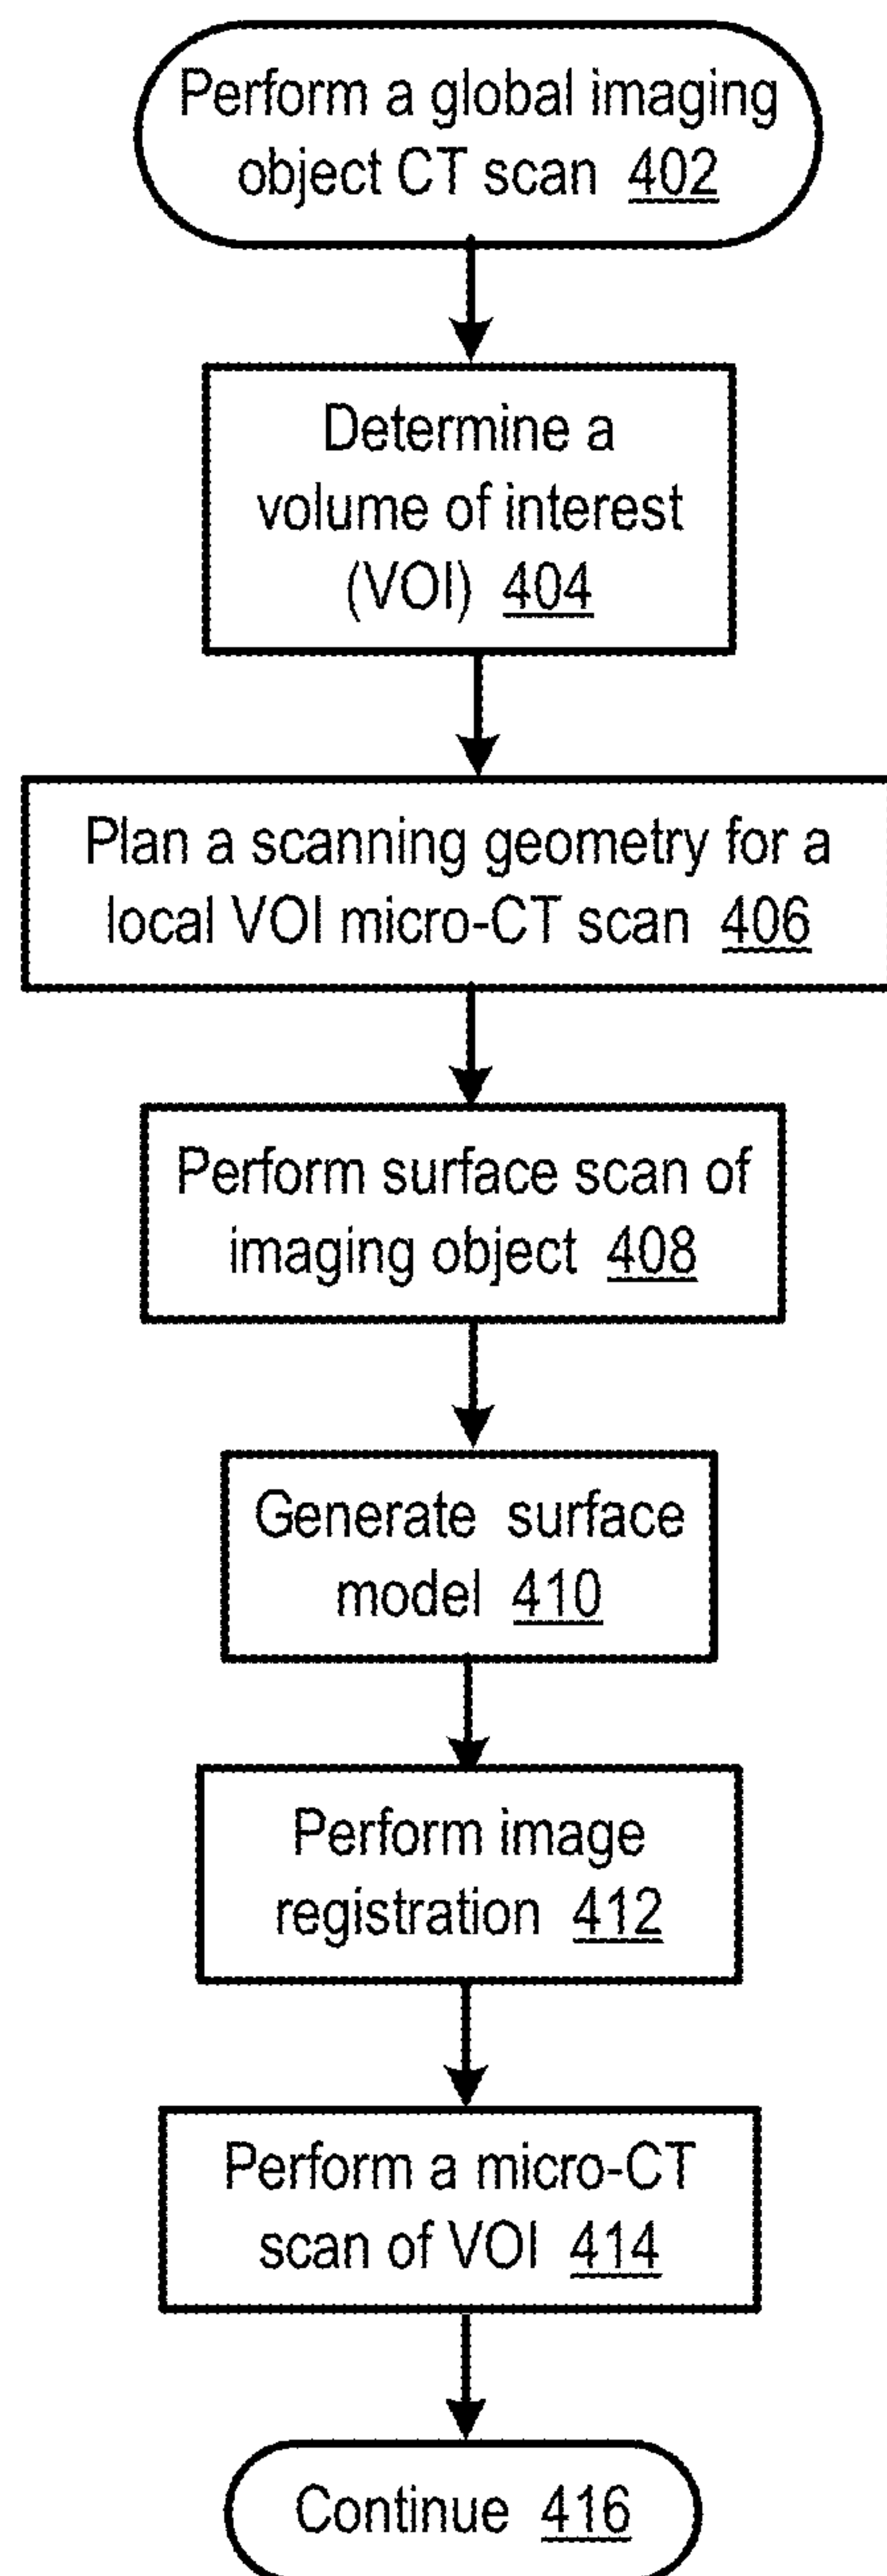 Perform a global imaging
object CT scan 402
Determine a
volume of interest
(VOI) 404
Plan a scanning geometry for a
local VOI micro-CT scan 406
Perform surface scan of
imaging object 408
Generate surface
model 410
Perform image
registration 412
Perform a micro-CT
scan of VOI 414
Continue 416